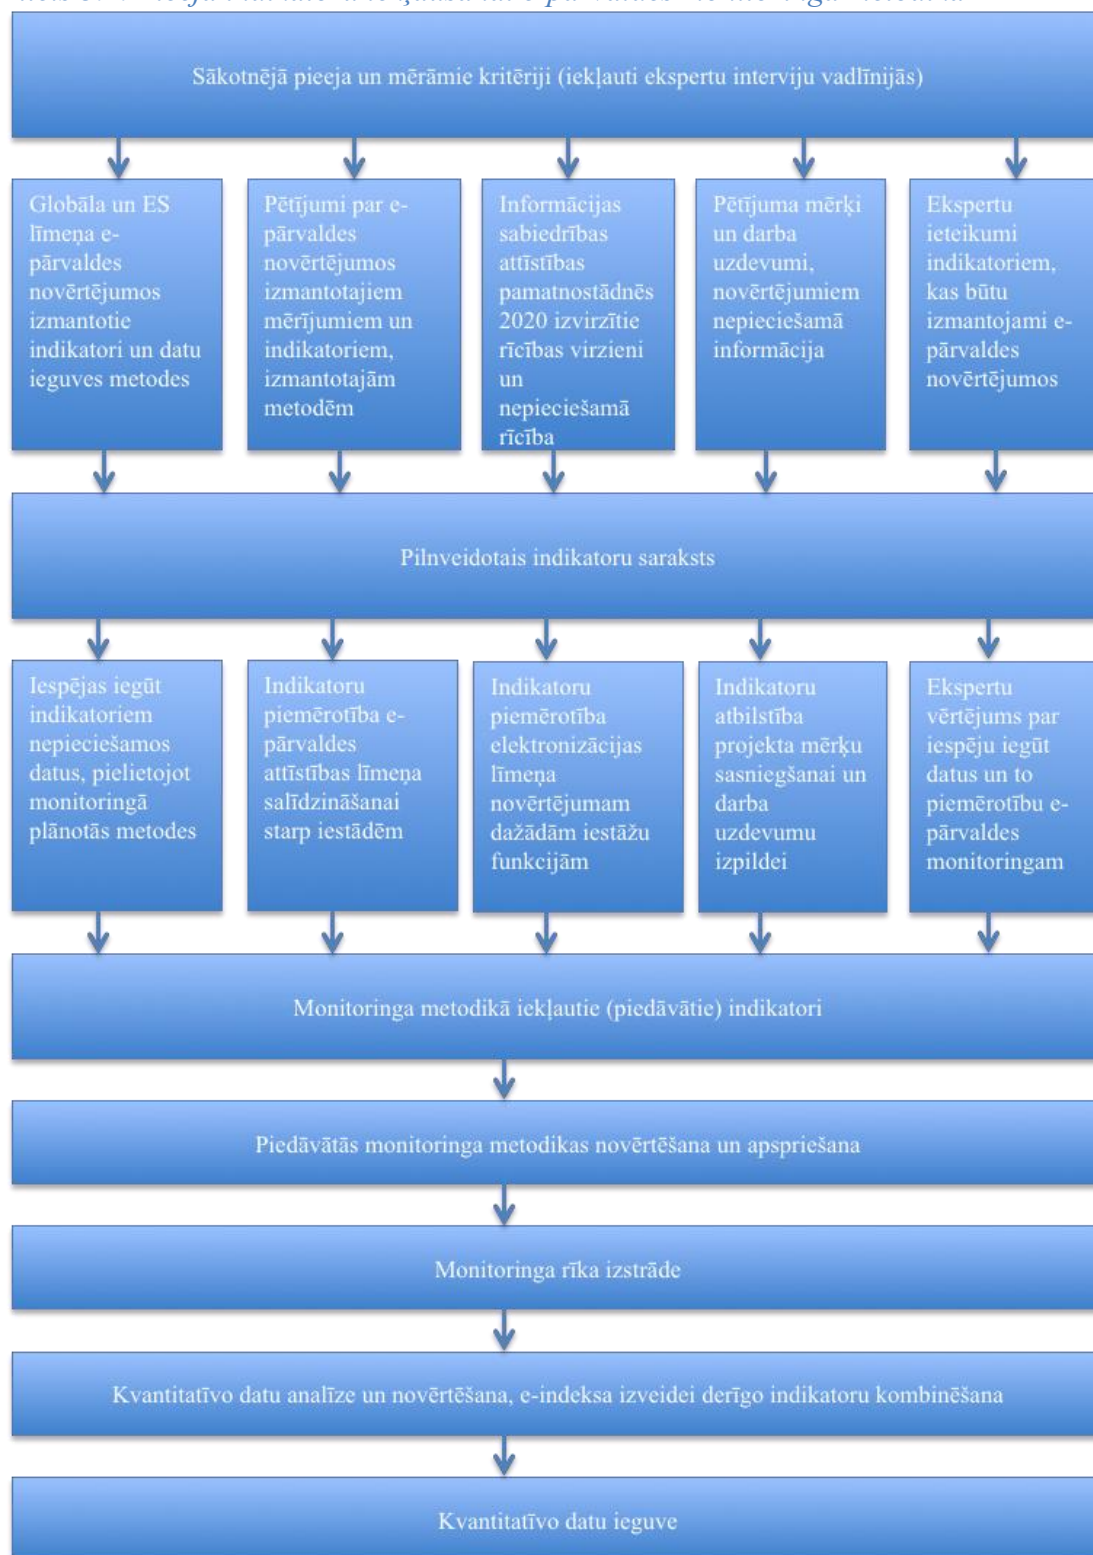 Sākotnējā pieeja un mērāmie kritēriji (iekļauti ekspertu interviju vadlīnijās)
Globāla un ES
līmeņa e-
pārvaldes
novērtējumos
izmantotie
indikatori un datu
ieguves metodes
Pētījumi par e-
pārvaldes
novērtējumos
izmantotajiem
mērījumiem un
indikatoriem,
izmantotajām
metodēm
Informācijas
sabiedrības
attīstības
pamatnostādnēs
2020 izvirzītie
rīcības virzieni
un
nepieciešamā
rīcība
Pētījuma mērķi
un darba
uzdevumi,
novērtējumiem
nepieciešamā
informācija
Ekspertu
ieteikumi
indikatoriem,
kas būtu
izmantojami e-
pārvaldes
novērtējumos
Pilnveidotais indikatoru saraksts
Iespējas iegūt
indikatoriem
nepieciešamos
datus, pielietojot
monitoringā
plānotās metodes
Indikatoru
piemērotība e-
pārvaldes
attīstības līmeņa
salīdzināšanai
starp iestādēm
Indikatoru
piemērotība
elektronizācijas
līmeņa
novērtējumam
dažādām iestāžu
funkcijām
Indikatoru
atbilstība
projekta mērķu
sasniegšanai un
darba
uzdevumu
izpildei
Ekspertu
vērtējums par
iespēju iegūt
datus un to
piemērotību e-
pārvaldes
monitoringam
Monitoringa metodikā iekļautie (piedāvātie) indikatori
Piedāvātās monitoringa metodikas novērtēšana un apspriešana
Monitoringa rīka izstrāde
Kvantitatīvo datu analīze un novērtēšana, e-indeksa izveidei derīgo indikatoru kombinēšana
Kvantitatīvo datu ieguve